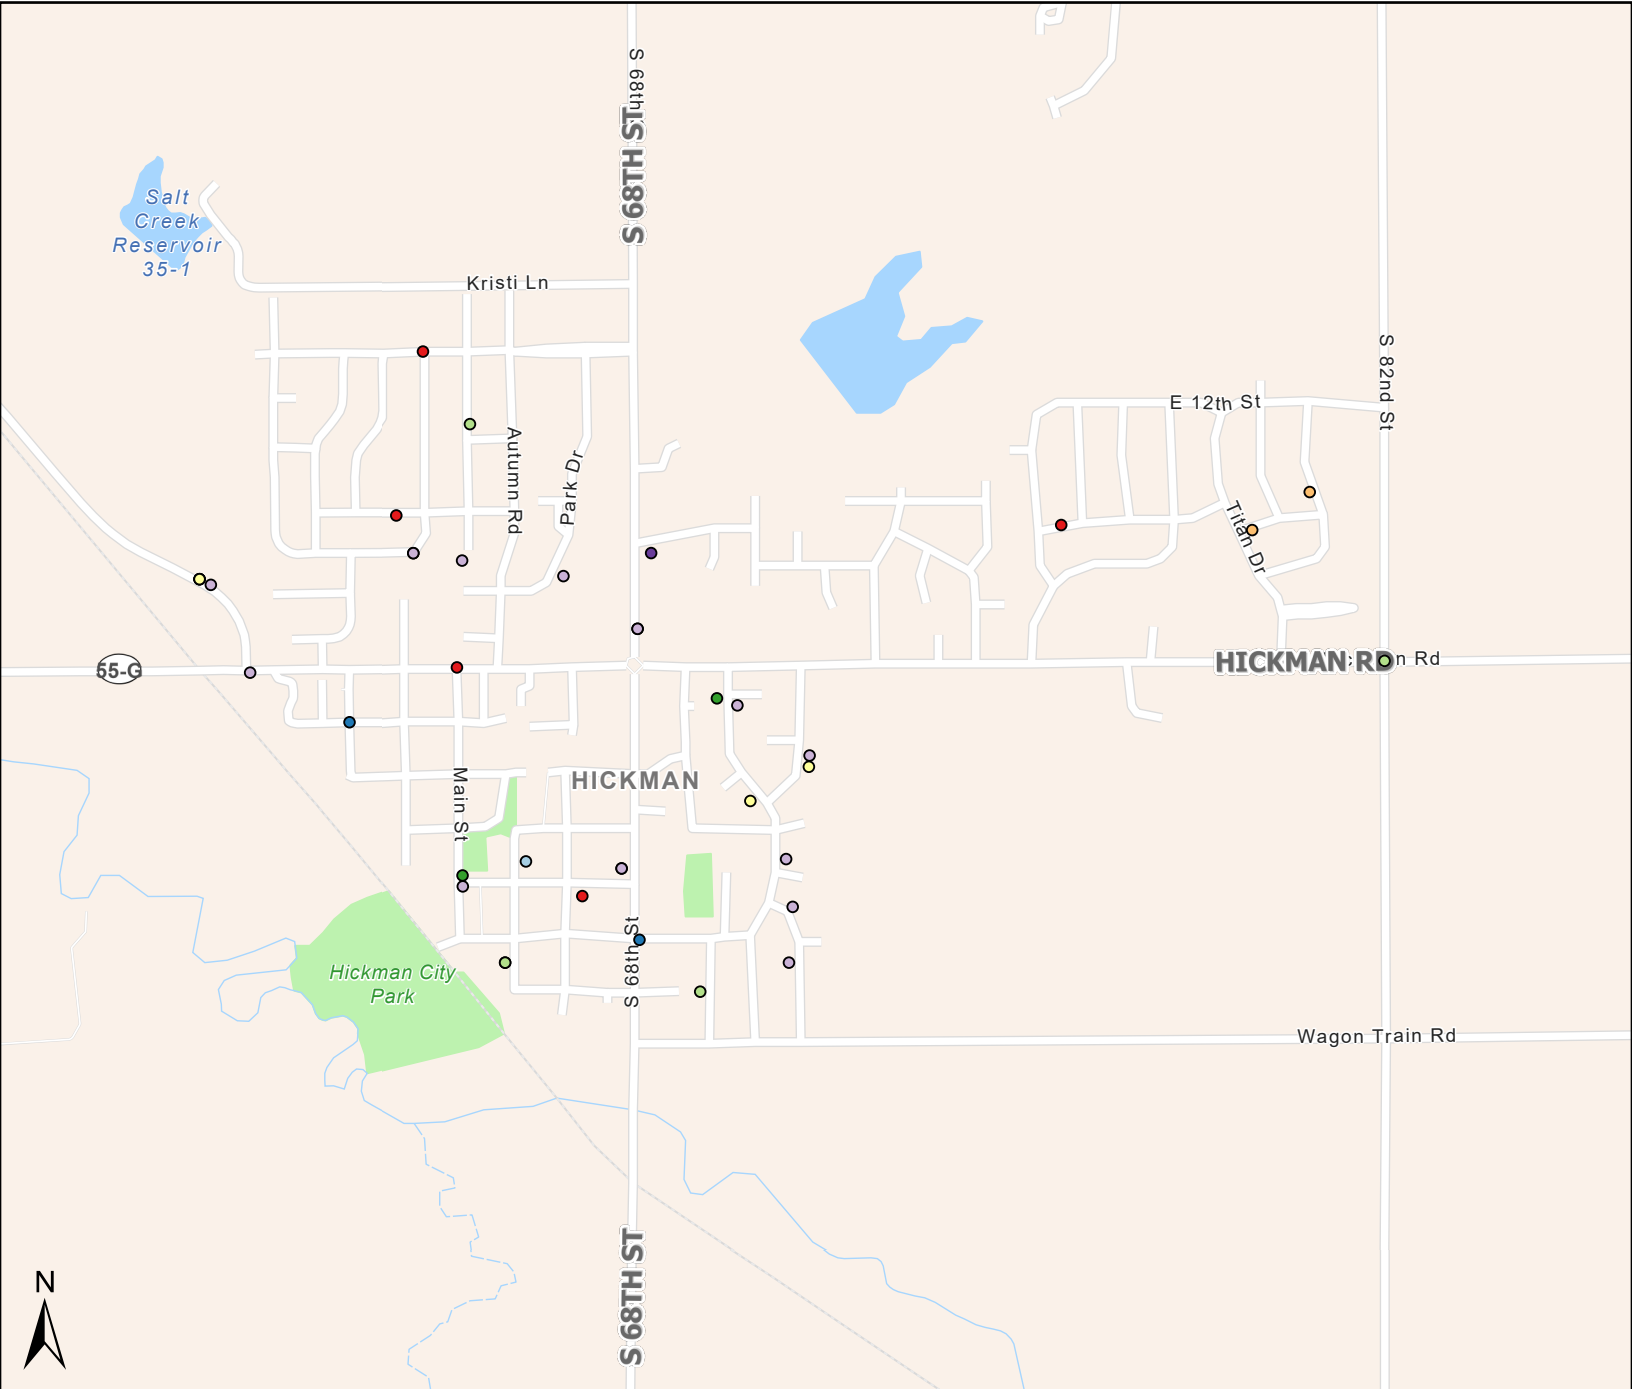 S 68th
S 68TH ST
Salt
Creek
Reservoir
35-1
Kristi Ln
S 82nd St
E 12th St
Autumn Rd
Park Dr
Titan Dr
55-G
HICKMAN RD
n Rd
HICKMAN
Main St
S 68th St
Hickman City
Park
Wagon Train Rd
S 68TH ST
N